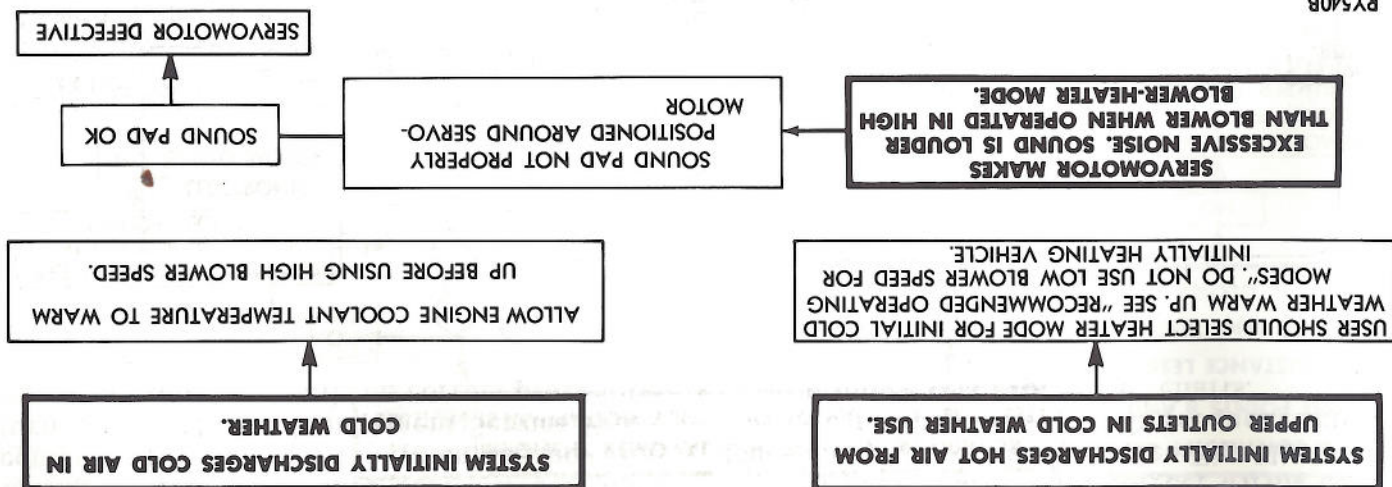 SYSTEM INITIALLY DISCHARGES HOT AIR FROM
UPPER OUTLETS IN COLD WEATHER USE.
USER SHOULD SELECT HEATER MODE FOR INITIAL COLD
WEATHER WARM UP. SEE "RECOMMENDED OPERATING
MODES". DO NOT USE LOW BLOWER SPEED FOR
INITIALLY HEATING VEHICLE.
SYSTEM INITIALLY DISCHARGES COLD AIR IN
COLD WEATHER.
ALLOW ENGINE COOLANT TEMPERATURE TO WARM
UP BEFORE USING HIGH BLOWER SPEED.
SERVOMOTOR MAKES
EXCESSIVE NOISE. SOUND IS LOUDER
THAN BLOWER WHEN OPERATED IN HIGH
BLOWER-HEATER MODE.
SOUND PAD NOT PROPERLY
POSITIONED AROUND SERVO-
MOTOR
SOUND PAD OK
SERVOMOTOR DEFECTIVE
RY540B